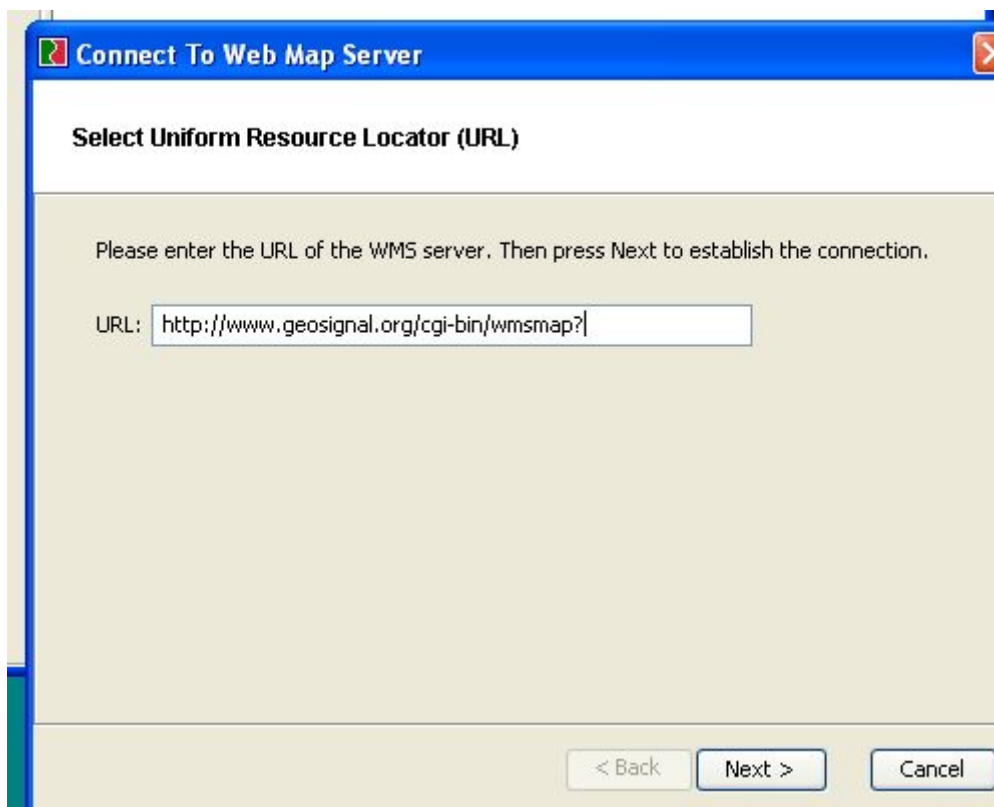 Connect To Web Map Server
Select Uniform Resource Locator (URL)
Please enter the URL of the WMS server. Then press Next to establish the connection.
URL: http://www.geosignal.org/cgi-bin/wmsmap?
< Back Next > Cancel